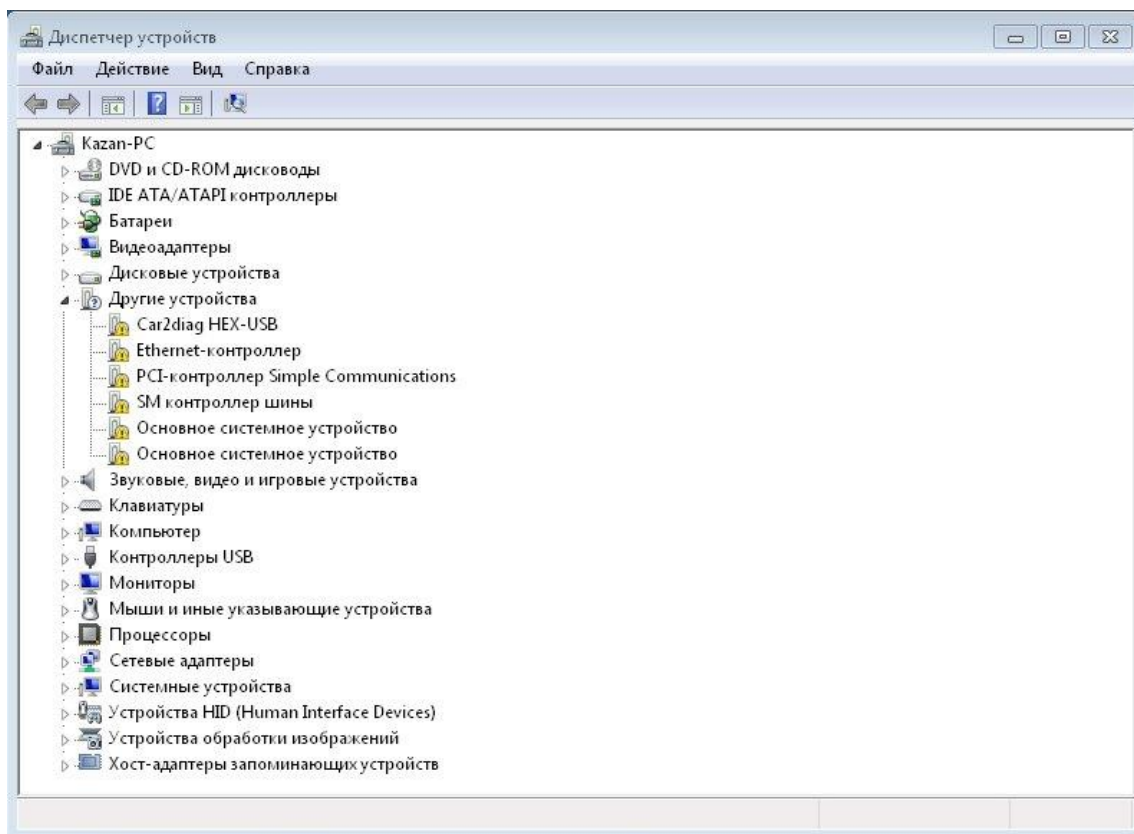 Диспетчер устройств
Файл Действие Вид Справка
Kazan-PC
DVD и CD-ROM дисководы
IDE ATA/ATAPI контроллеры
Батареи
Видеоадаптеры
Дисковые устройства
Другие устройства
Car2diag HEX-USB
Ethernet-контроллер
PCI-контроллер Simple Communications
SM контроллер шины
Основное системное устройство
Основное системное устройство
Звуковые, видео и игровые устройства
Клавиатуры
Компьютер
Контроллеры USB
Мониторы
Мыши и иные указывающие устройства
Процессоры
Сетевые адаптеры
Системные устройства
Устройства HID (Human Interface Devices)
Устройства обработки изображений
Хост-адаптеры запоминающих устройств